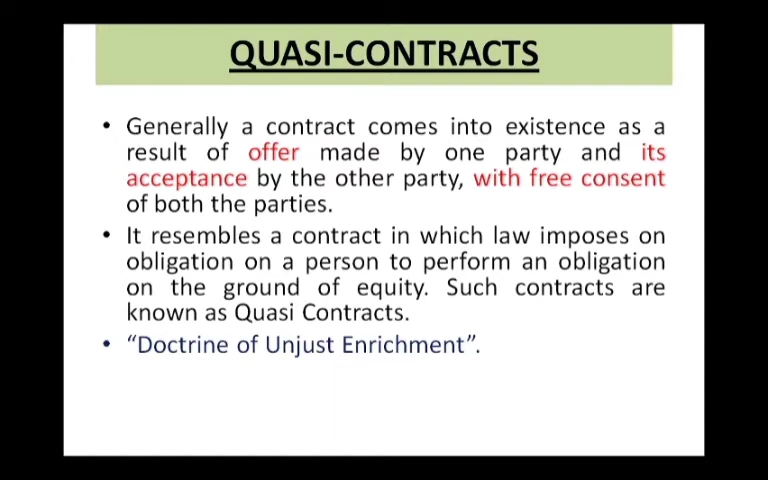 QUASI-CONTRACTS
• Generally a contract comes into existence as a
result of offer made by one party and its
acceptance by the other party, with free consent
of both the parties.
• It resembles a contract in which law imposes on
obligation on a person to perform an obligation
on the ground of equity. Such contracts are
known as Quasi Contracts.
• “Doctrine of Unjust Enrichment”.